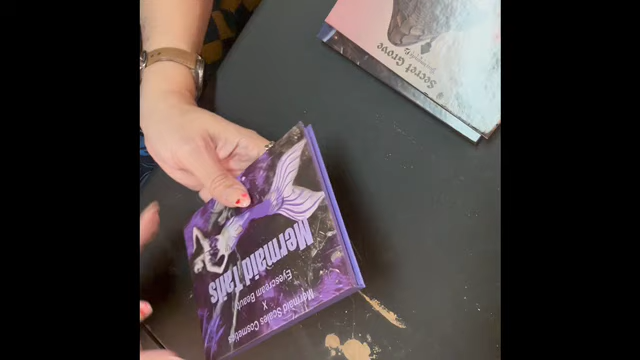 Secret Grove
Mermaid Tails
Eyescream Beauty
X
Mermaid Scales Cosmetics